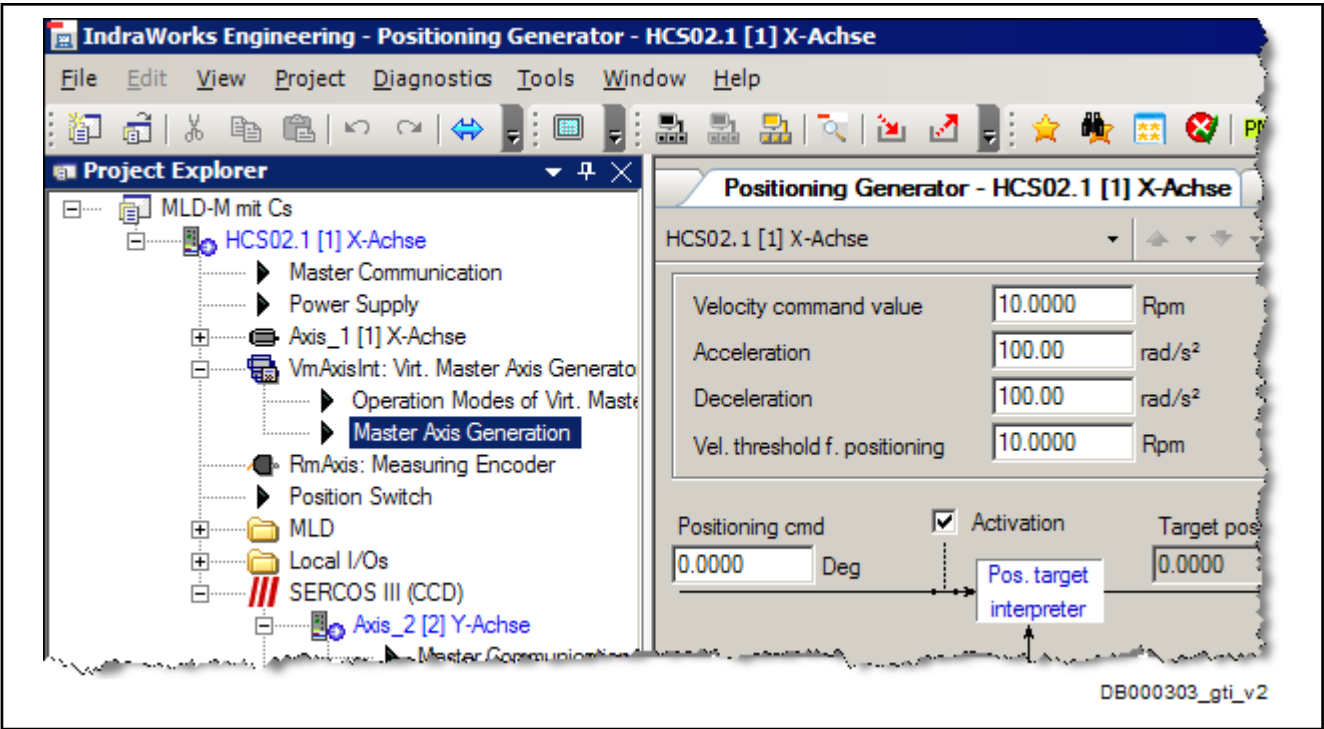 IndraWorks Engineering - Positioning Generator - HCS02.1 [1] X-Achse
File Edit View Project Diagnostics Tools Window Help
Project Explorer
MLD-M mit Cs
HCS02.1 [1] X-Achse
Master Communication
Power Supply
Axis_1 [1] X-Achse
VmAxisInt: Virt. Master Axis Generato
Operation Modes of Virt. Maste
Master Axis Generation
RmAxis: Measuring Encoder
Position Switch
MLD
Local I/Os
SERCOS III (CCD)
Axis_2 [2] Y-Achse
Master Communication
Positioning Generator - HCS02.1 [1] X-Achse
HCS02.1 [1] X-Achse
Velocity command value 10.0000 Rpm
Acceleration 100.00 rad/s²
Deceleration 100.00 rad/s²
Vel. threshold f. positioning 10.0000 Rpm
Positioning cmd Activation Target pos
0.0000 Deg 0.0000
Pos. target
interpreter
DB000303_gti_v2